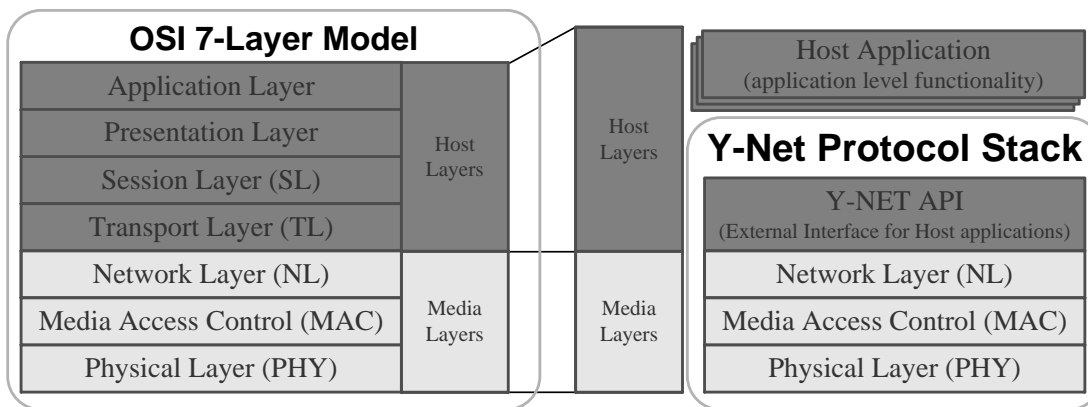 OSI 7-Layer Model
Application Layer
Presentation Layer
Session Layer (SL)
Transport Layer (TL)
Network Layer (NL)
Media Access Control (MAC)
Physical Layer (PHY)
Host
Layers
Media
Layers
Host
Layers
Media
Layers
Host Application
(application level functionality)
Y-Net Protocol Stack
Y-NET API
(External Interface for Host applications)
Network Layer (NL)
Media Access Control (MAC)
Physical Layer (PHY)